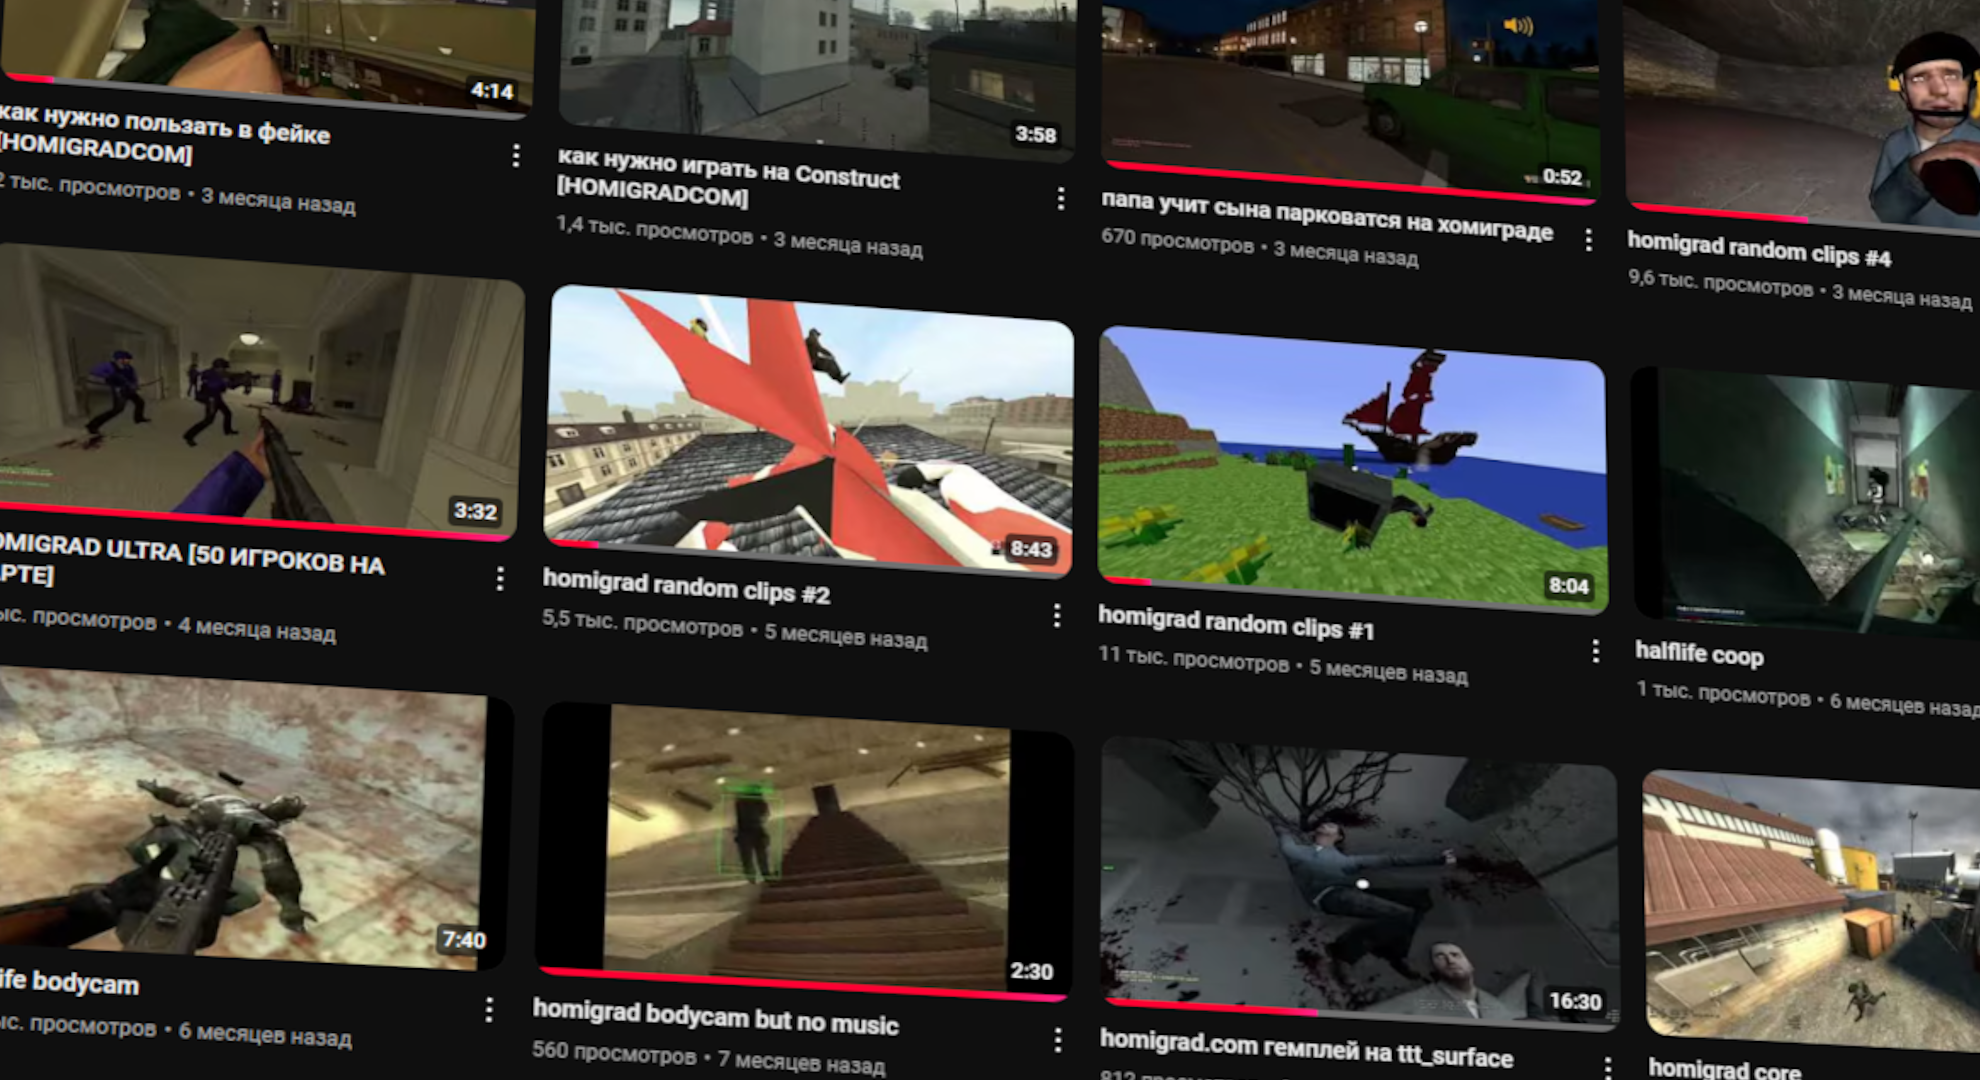 4:14
как нужно ползать в фейке
[HOMIGRADCOM]
2 тыс. просмотров • 3 месяца назад
3:58
как нужно играть на Construct
[HOMIGRADCOM]
1,4 тыс. просмотров • 3 месяца назад
0:52
папа учит сына парковатся на хомиграде
670 просмотров • 3 месяца назад
homigrad random clips #4
9,6 тыс. просмотров • 3 месяца назад
3:32
OMIGRAD ULTRA [50 ИГРОКОВ НА
АРТЕ]
ыс. просмотров • 4 месяца назад
8:43
homigrad random clips #2
5,5 тыс. просмотров • 5 месяцев назад
8:04
homigrad random clips #1
11 тыс. просмотров • 5 месяцев назад
halflife coop
1 тыс. просмотров • 6 месяцев назад
7:40
ife bodycam
ыс. просмотров • 6 месяцев назад
2:30
homigrad bodycam but no music
560 просмотров • 7 месяцев назад
16:30
homigrad.com гемплей на ttt_surface
homigrad core